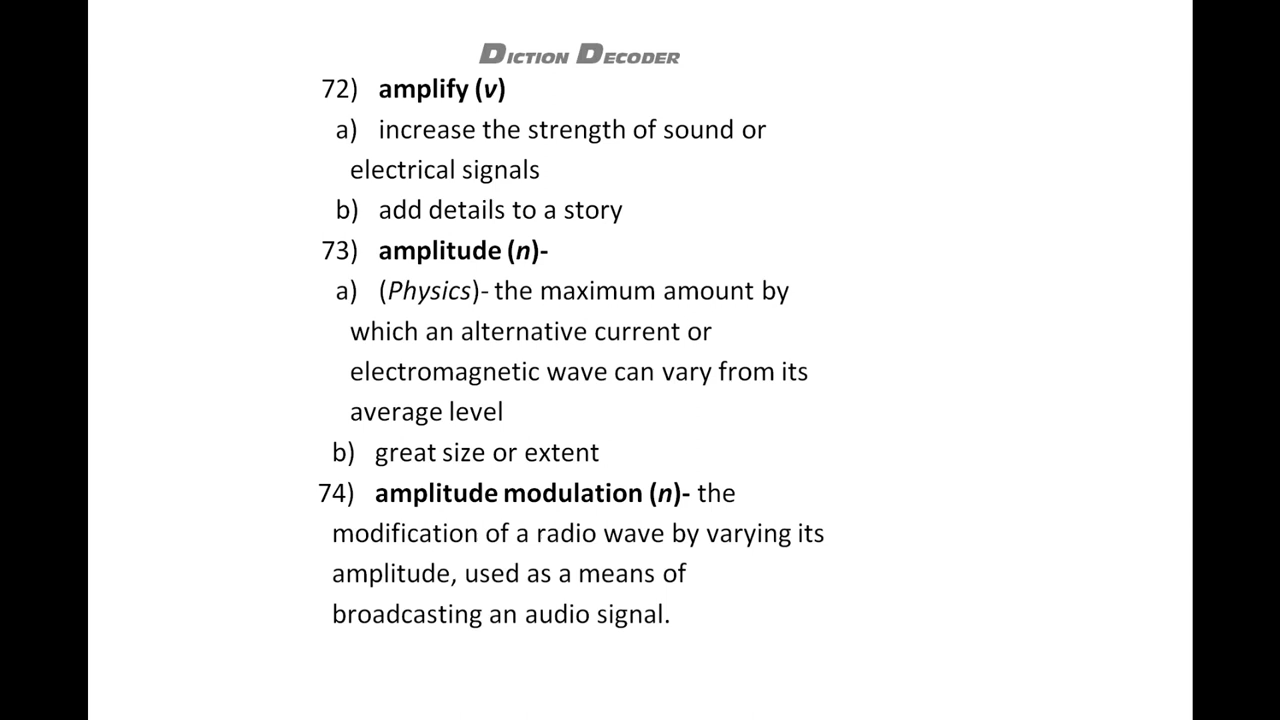 DICTION DECODER
72) amplify (v)
a) increase the strength of sound or
electrical signals
b) add details to a story
73) amplitude (n)-
a) (Physics)- the maximum amount by
which an alternative current or
electromagnetic wave can vary from its
average level
b) great size or extent
74) amplitude modulation (n)- the
modification of a radio wave by varying its
amplitude, used as a means of
broadcasting an audio signal.